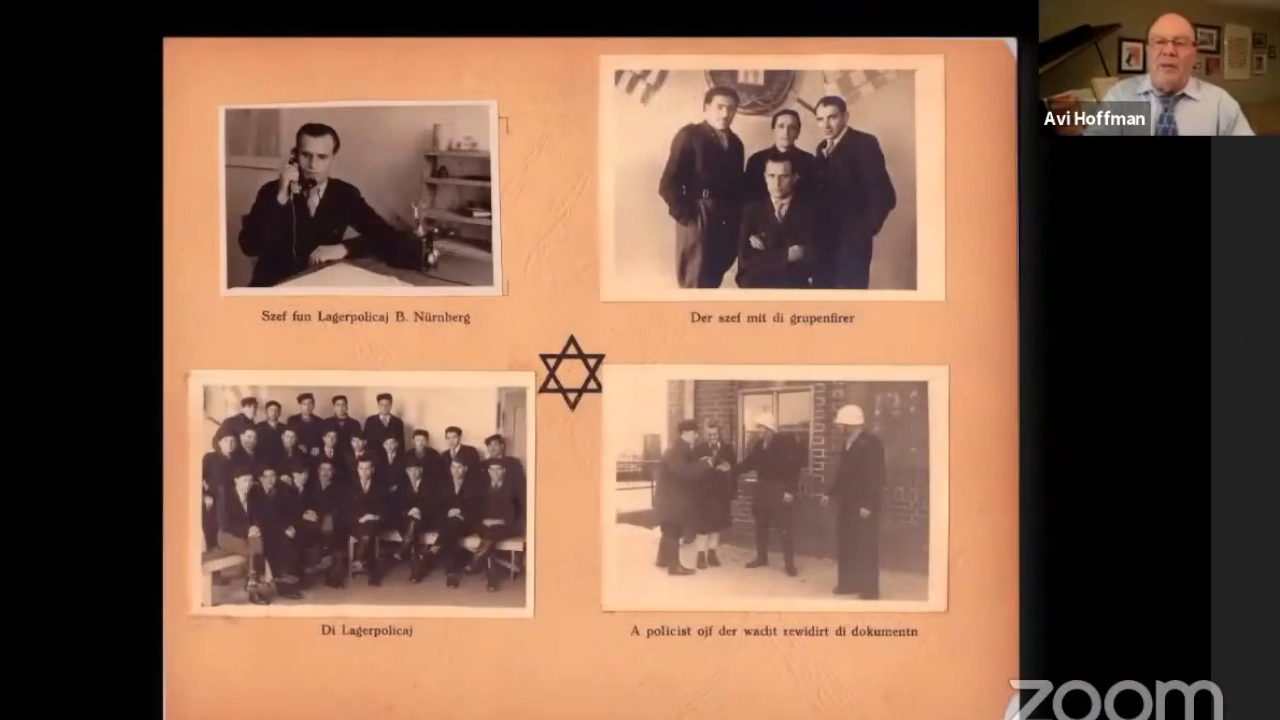 Avi Hoffman
Szef fun Lagerpolicaj B. Nürnberg
Der szef mit di grupenfirer
Di Lagerpolicaj
A policist ojf der wacht rewidirt di dokumentn
zoom